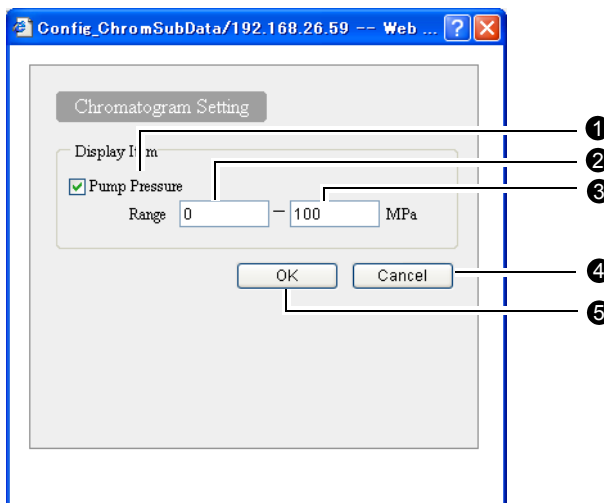 Config_ChromSubData/192.168.26.59 -- Web ... ?
Chromatogram Setting
Display Item
Pump Pressure
Range 0 – 100 MPa
OK Cancel
1
2
3
4
5